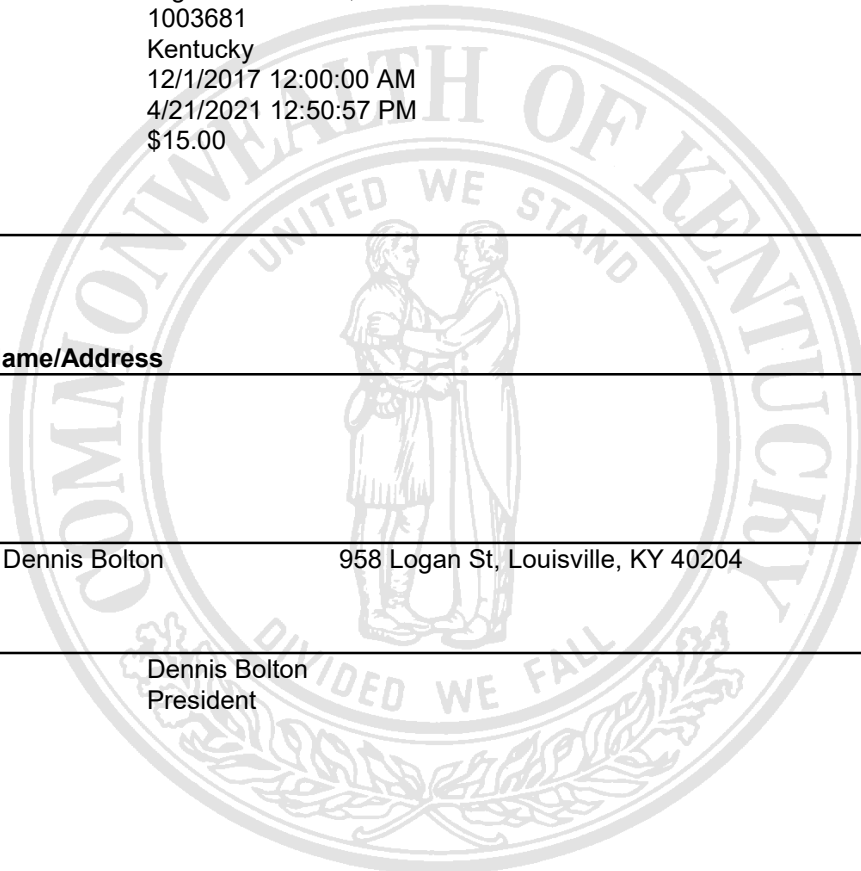 1003681
Kentucky
12/1/2017 12:00:00 AM
4/21/2021 12:50:57 PM
$15.00
COMMONWEALTH OF KENTUCKY
UNITED WE STAND
ame/Address
Dennis Bolton 958 Logan St, Louisville, KY 40204
DIVIDED WE FALL
Dennis Bolton
President